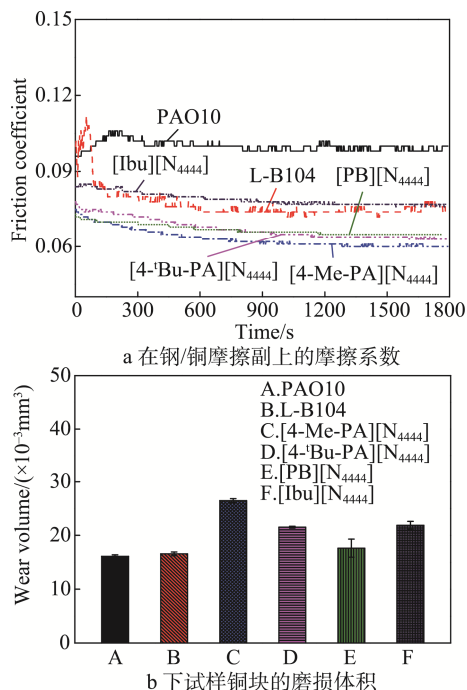 0.15
0.12
0.09
0.06
Friction coefficient
PAO10
[Ibu][N₄₄₄₄]
L-B104
[PB][N₄₄₄₄]
[4-ᵗBu-PA][N₄₄₄₄]
[4-Me-PA][N₄₄₄₄]
0 300 600 900 1200 1500 1800
Time/s
a 在钢/铜摩擦副上的摩擦系数
50
40
30
20
10
0
Wear volume/(×10⁻³mm³)
A.PAO10
B.L-B104
C.[4-Me-PA][N₄₄₄₄]
D.[4-ᵗBu-PA][N₄₄₄₄]
E.[PB][N₄₄₄₄]
F.[Ibu][N₄₄₄₄]
A B C D E F
b 下试样铜块的磨损体积